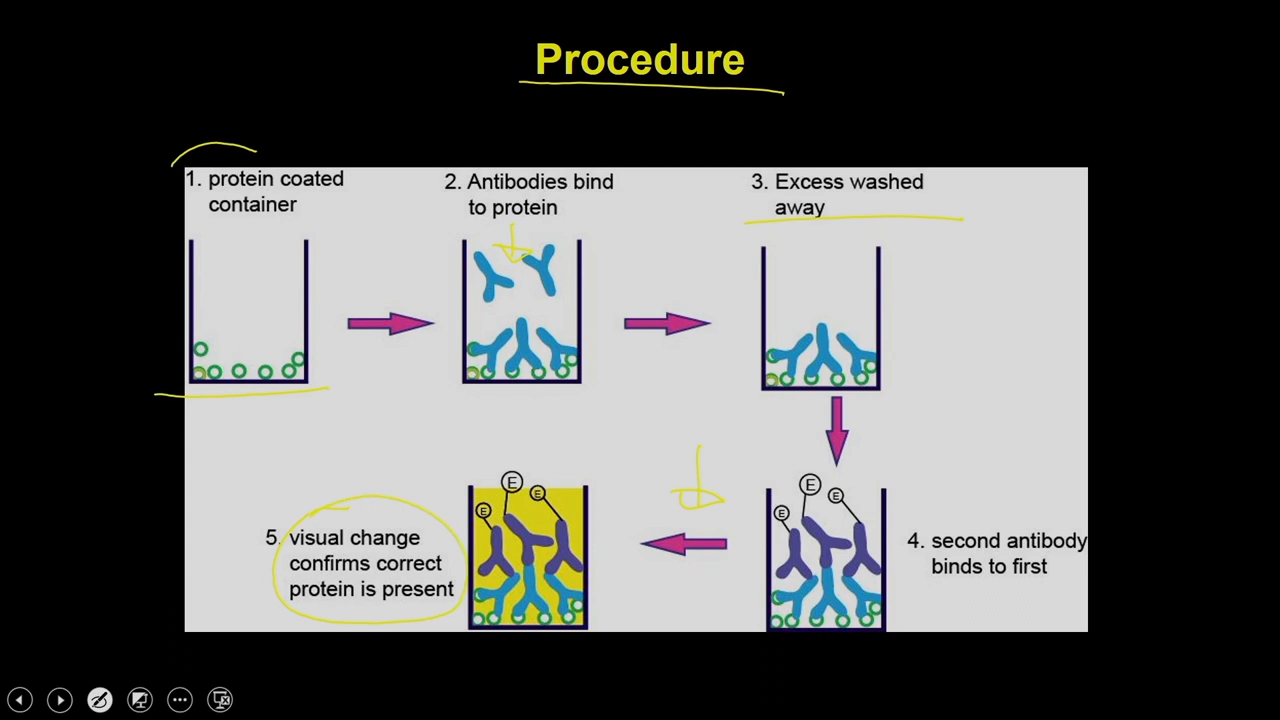 Procedure
1. protein coated
container
2. Antibodies bind
to protein
3. Excess washed
away
E
E
E
E
E
E
5. visual change
confirms correct
protein is present
4. second antibody
binds to first